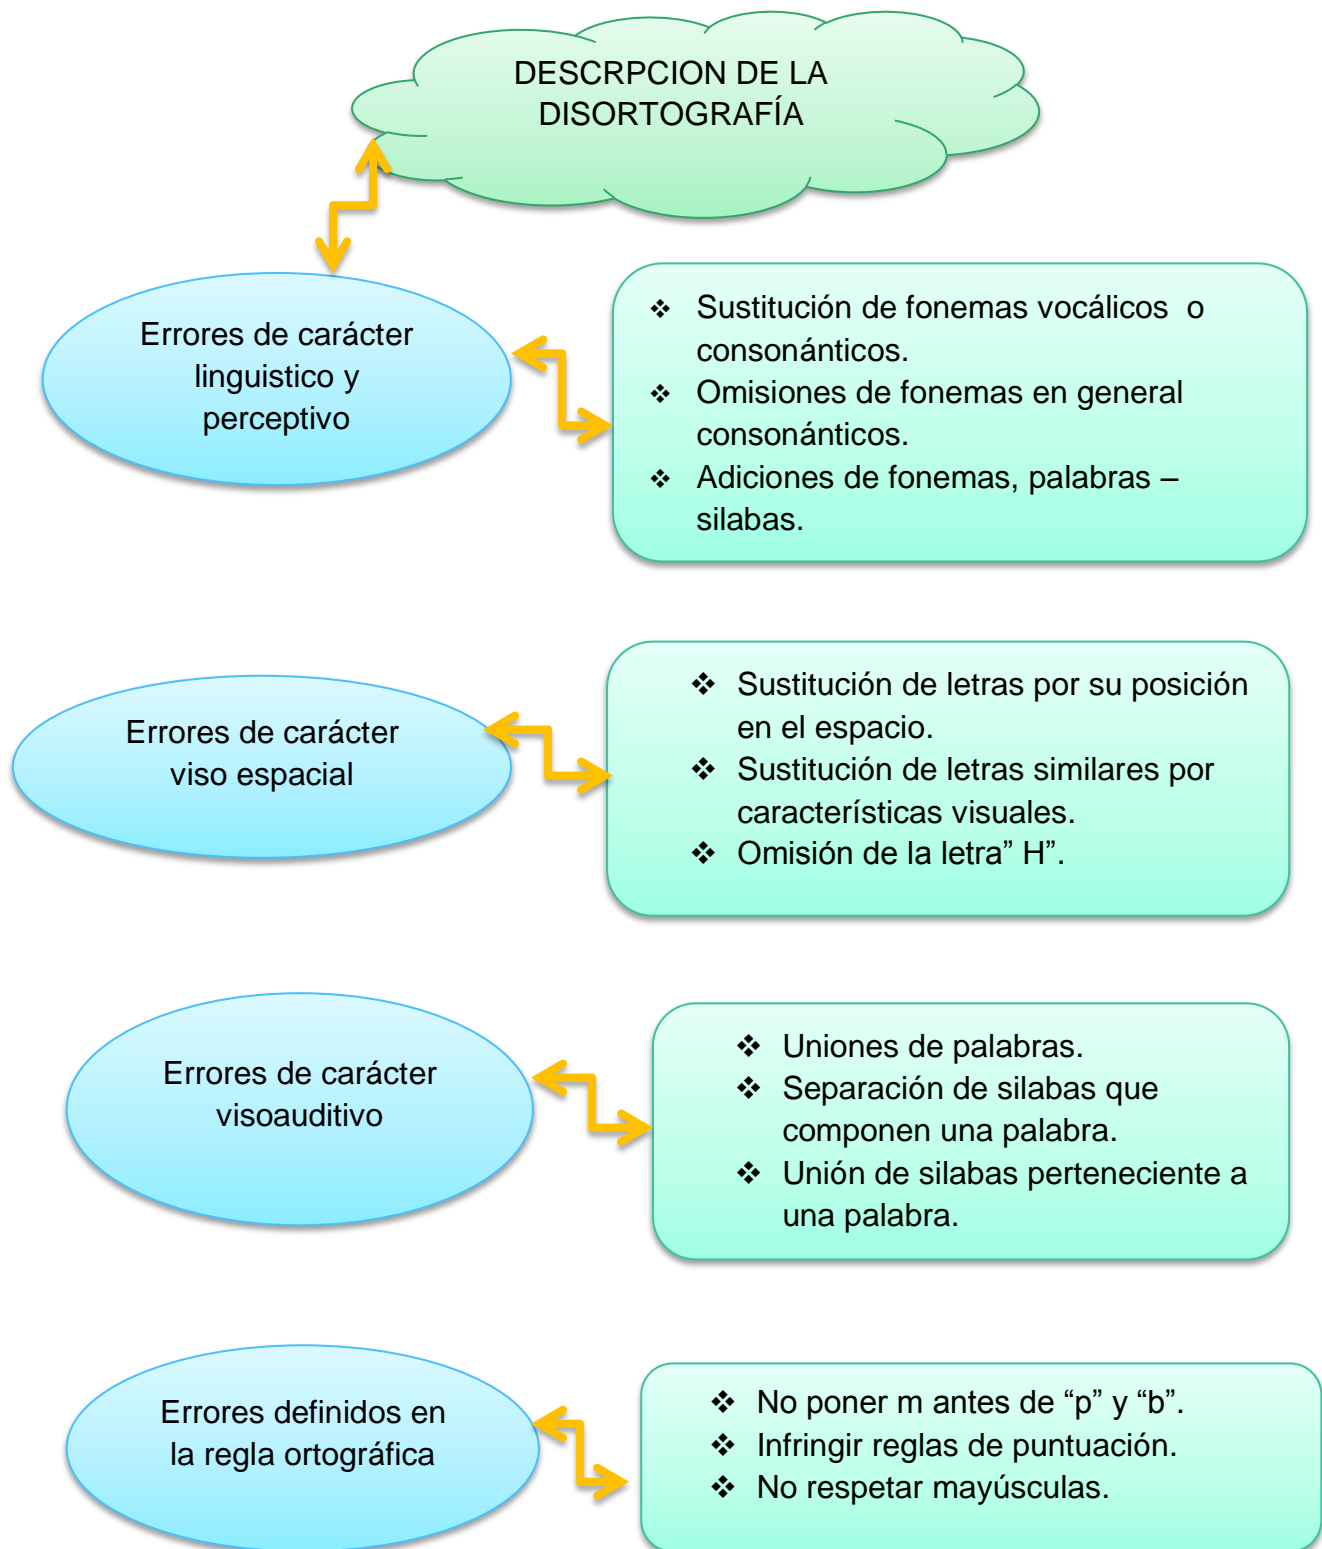 DESCRPCION DE LA
DISORTOGRAFÍA
Errores de carácter
linguistico y
perceptivo
❖ Sustitución de fonemas vocálicos o
consonánticos.
❖ Omisiones de fonemas en general
consonánticos.
❖ Adiciones de fonemas, palabras –
silabas.
Errores de carácter
viso espacial
❖ Sustitución de letras por su posición
en el espacio.
❖ Sustitución de letras similares por
características visuales.
❖ Omisión de la letra” H”.
Errores de carácter
visoauditivo
❖ Uniones de palabras.
❖ Separación de silabas que
componen una palabra.
❖ Unión de silabas perteneciente a
una palabra.
Errores definidos en
la regla ortográfica
❖ No poner m antes de “p” y “b”.
❖ Infringir reglas de puntuación.
❖ No respetar mayúsculas.